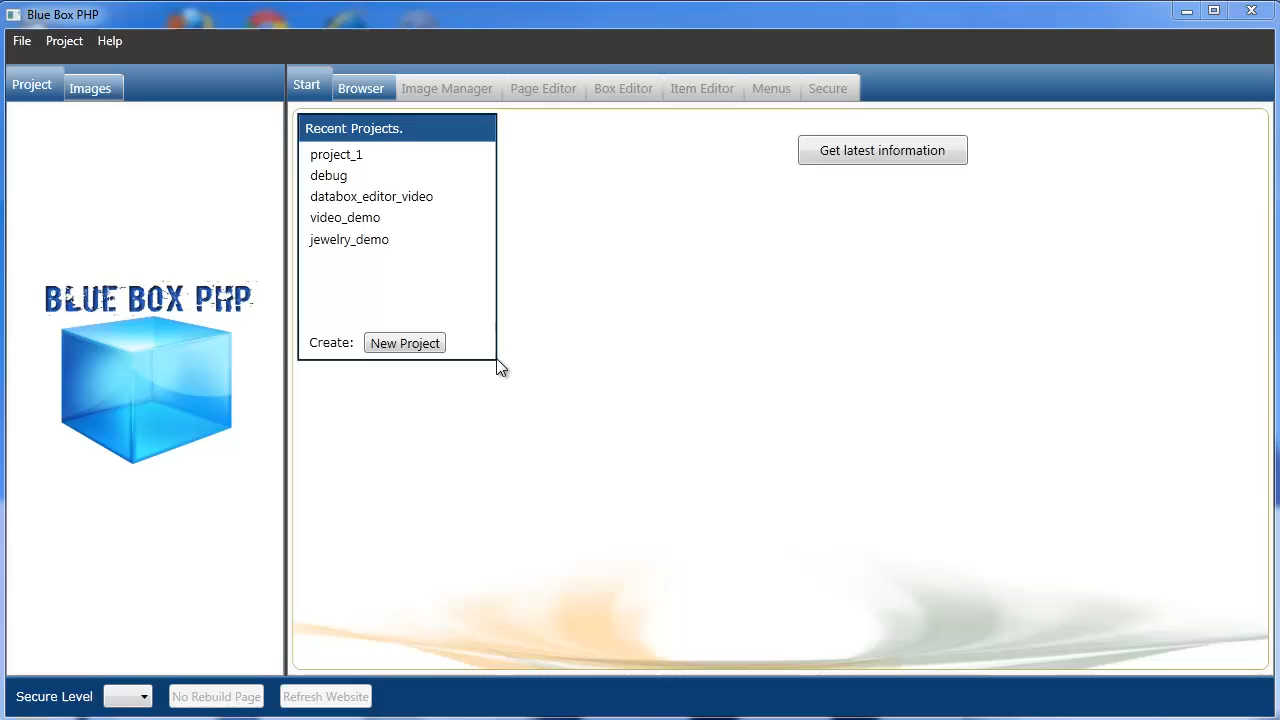 Blue Box PHP
File Project Help
Project Images
Start Browser Image Manager Page Editor Box Editor Item Editor Menus Secure
Recent Projects.
project_1
debug
databox_editor_video
video_demo
jewelry_demo
Create: New Project
Get latest information
BLUE BOX PHP
Secure Level No Rebuild Page Refresh Website